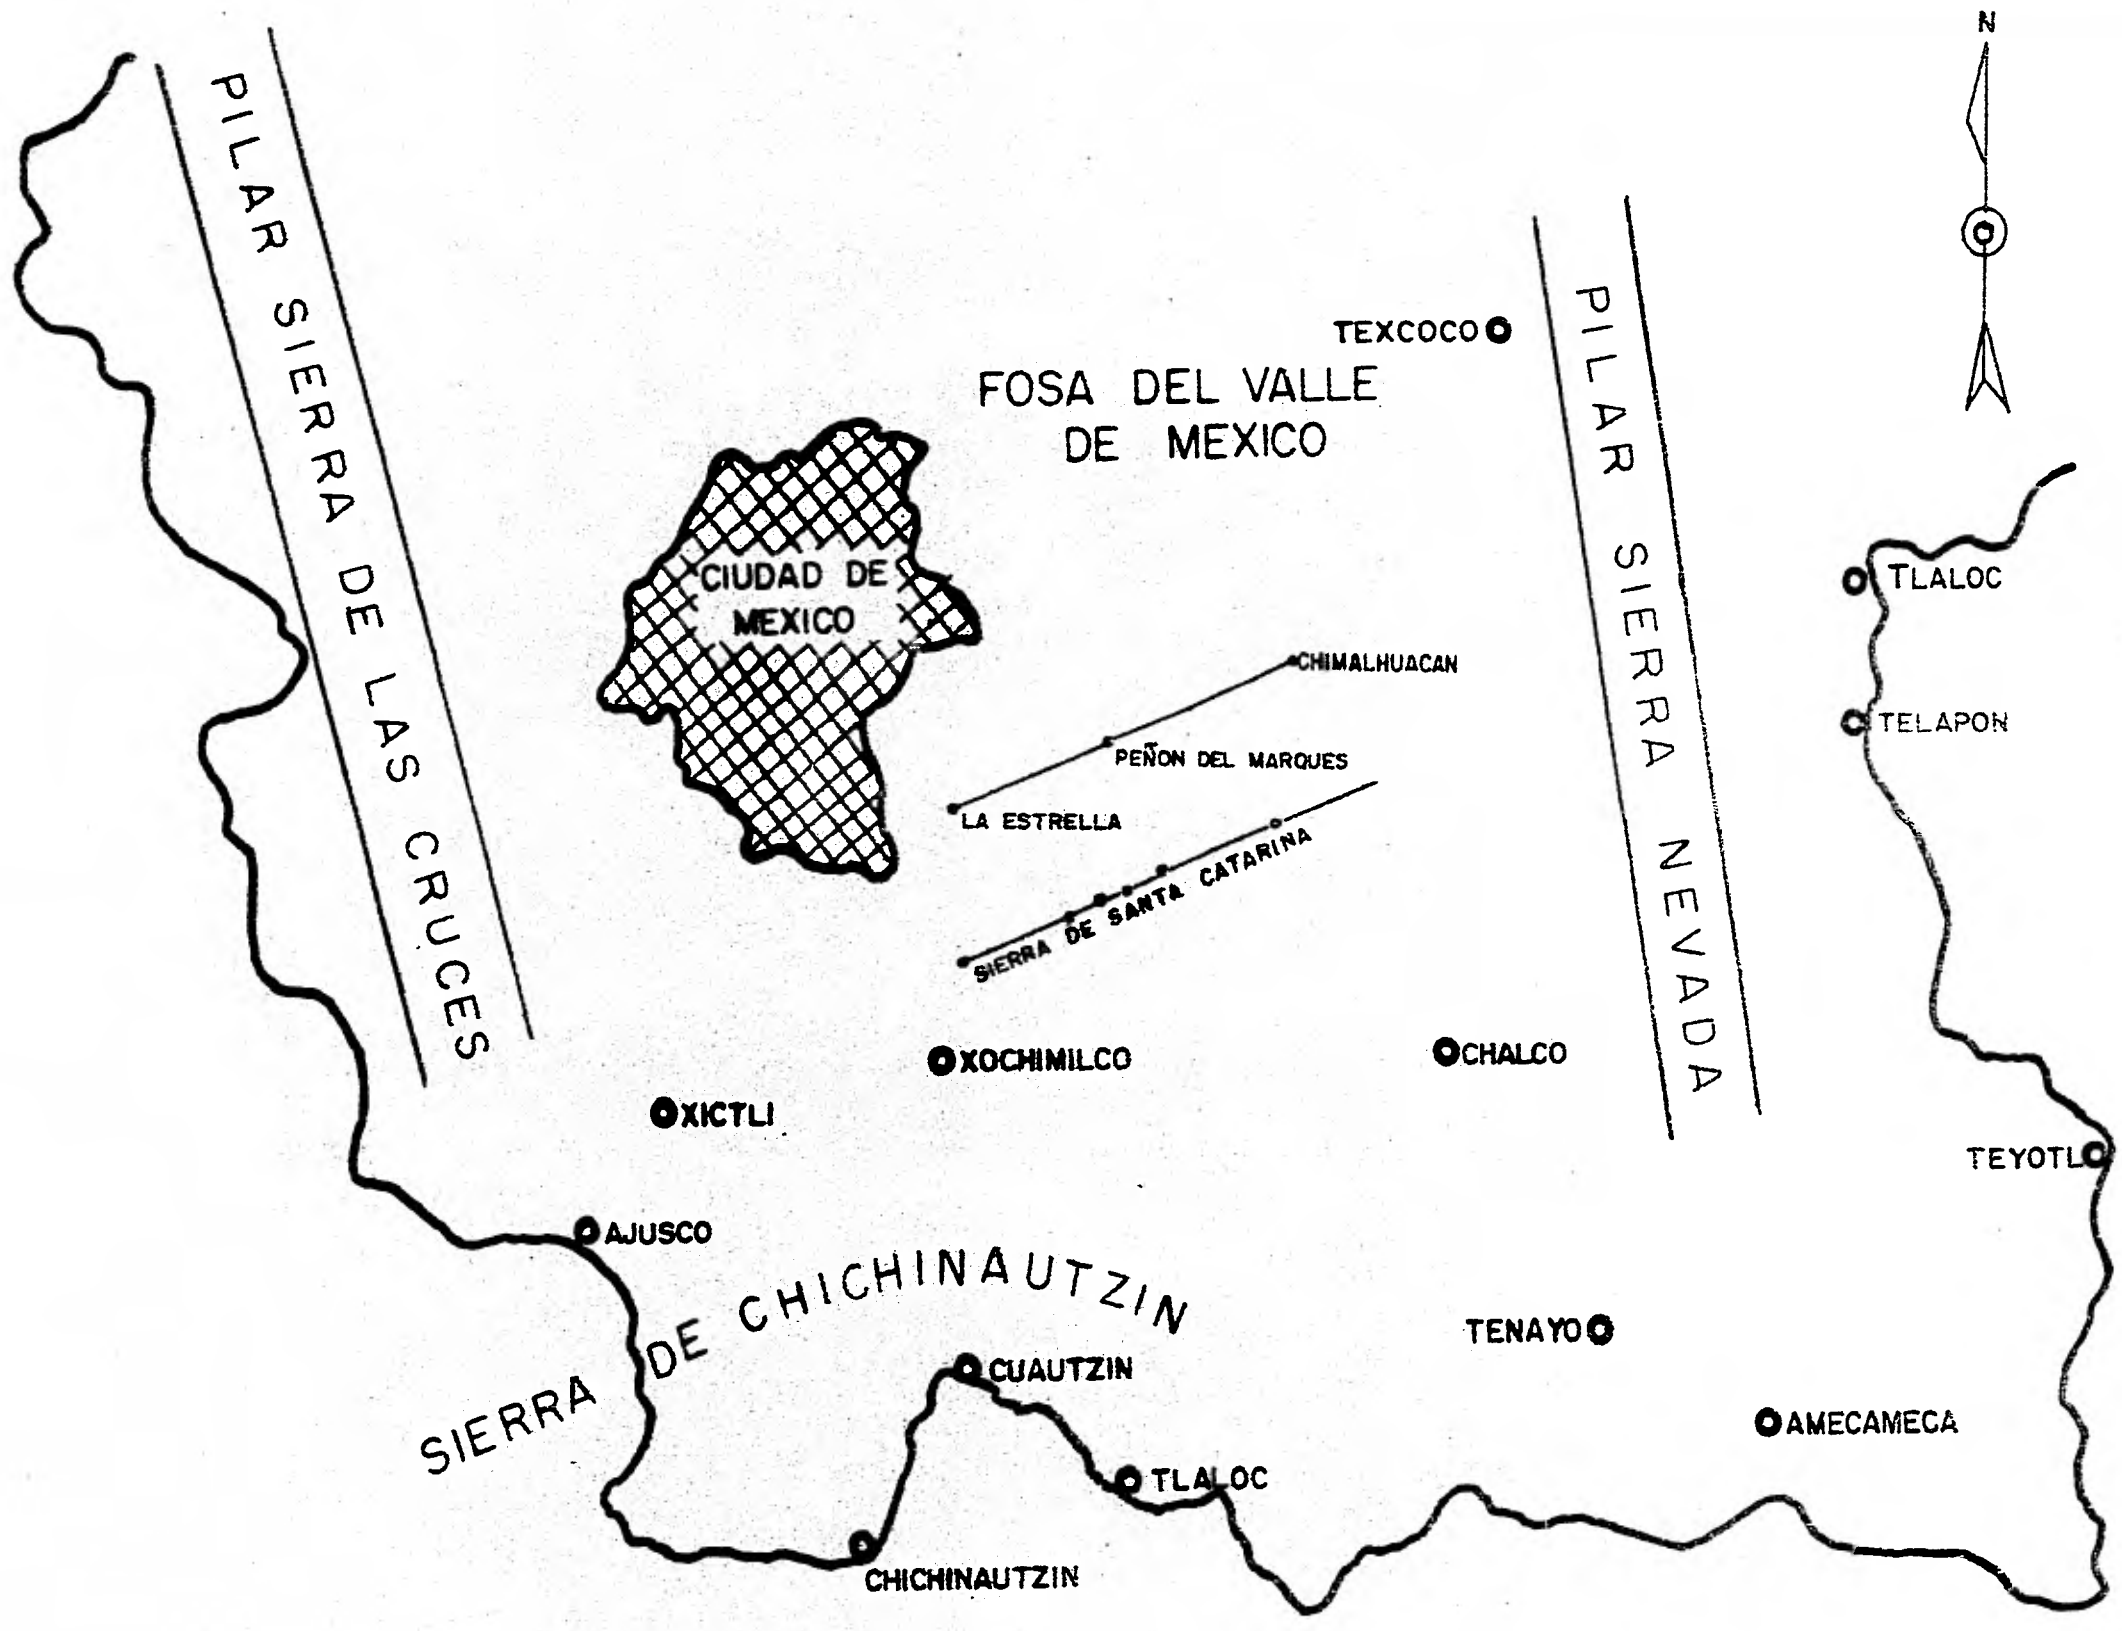 N
PILAR SIERRA DE LAS CRUCES
PILAR SIERRA NEVADA
TEXCOCO
FOSA DEL VALLE
DE MEXICO
CIUDAD DE
MEXICO
TLALOC
CHIMALHUACAN
TELAPON
PEÑON DEL MARQUES
LA ESTRELLA
SIERRA DE SANTA CATARINA
XOCHIMILCO
CHALCO
XICTLI
TEYOTL
AJUSCO
SIERRA DE CHICHINAUTZIN
TENAYO
CUAUTZIN
AMECAMECA
TLALOC
CHICHINAUTZIN